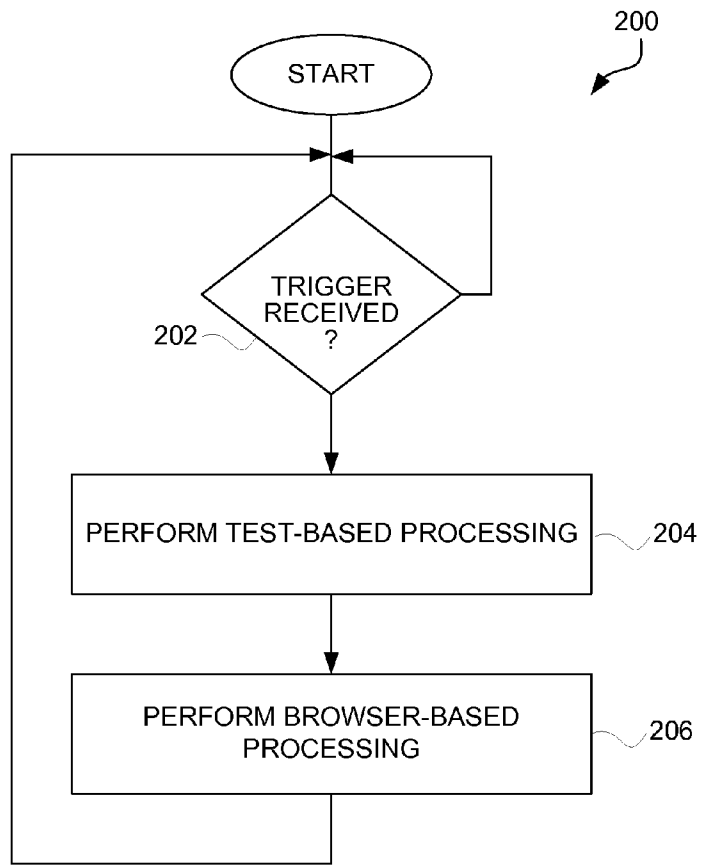 200
START
TRIGGER
RECEIVED
?
202
PERFORM TEST-BASED PROCESSING
204
PERFORM BROWSER-BASED
PROCESSING
206